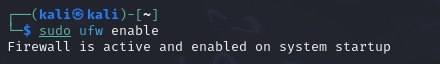 ┌──(kali㉿kali)-[~]
└─$ sudo ufw enable
Firewall is active and enabled on system startup